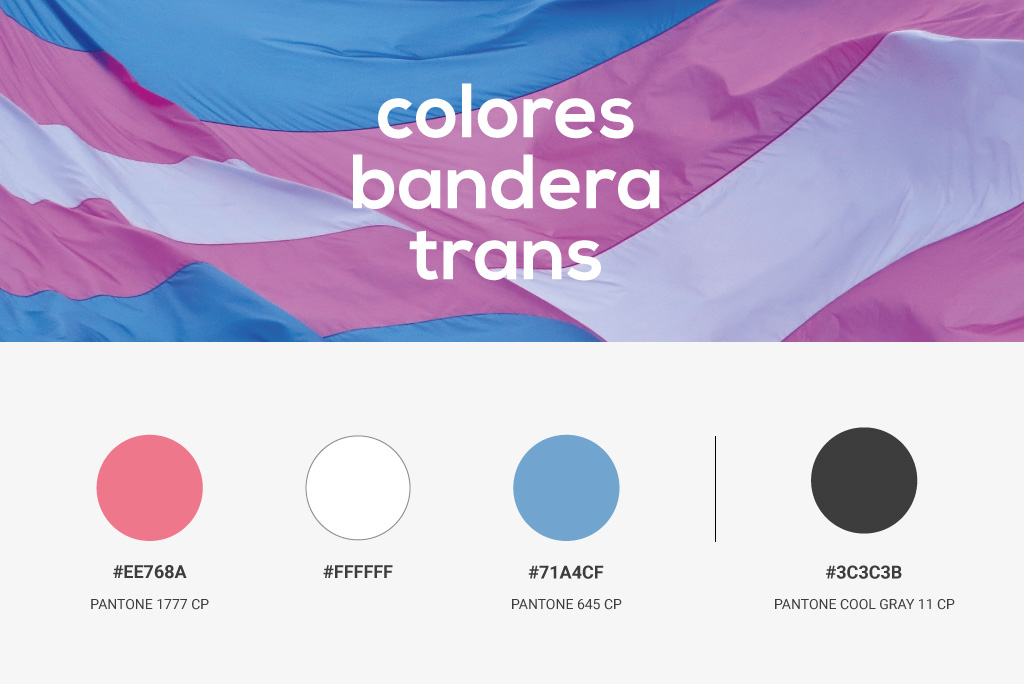 colores
bandera
trans
#EE768A
PANTONE 1777 CP
#FFFFFF
#71A4CF
PANTONE 645 CP
#3C3C3B
PANTONE COOL GRAY 11 CP